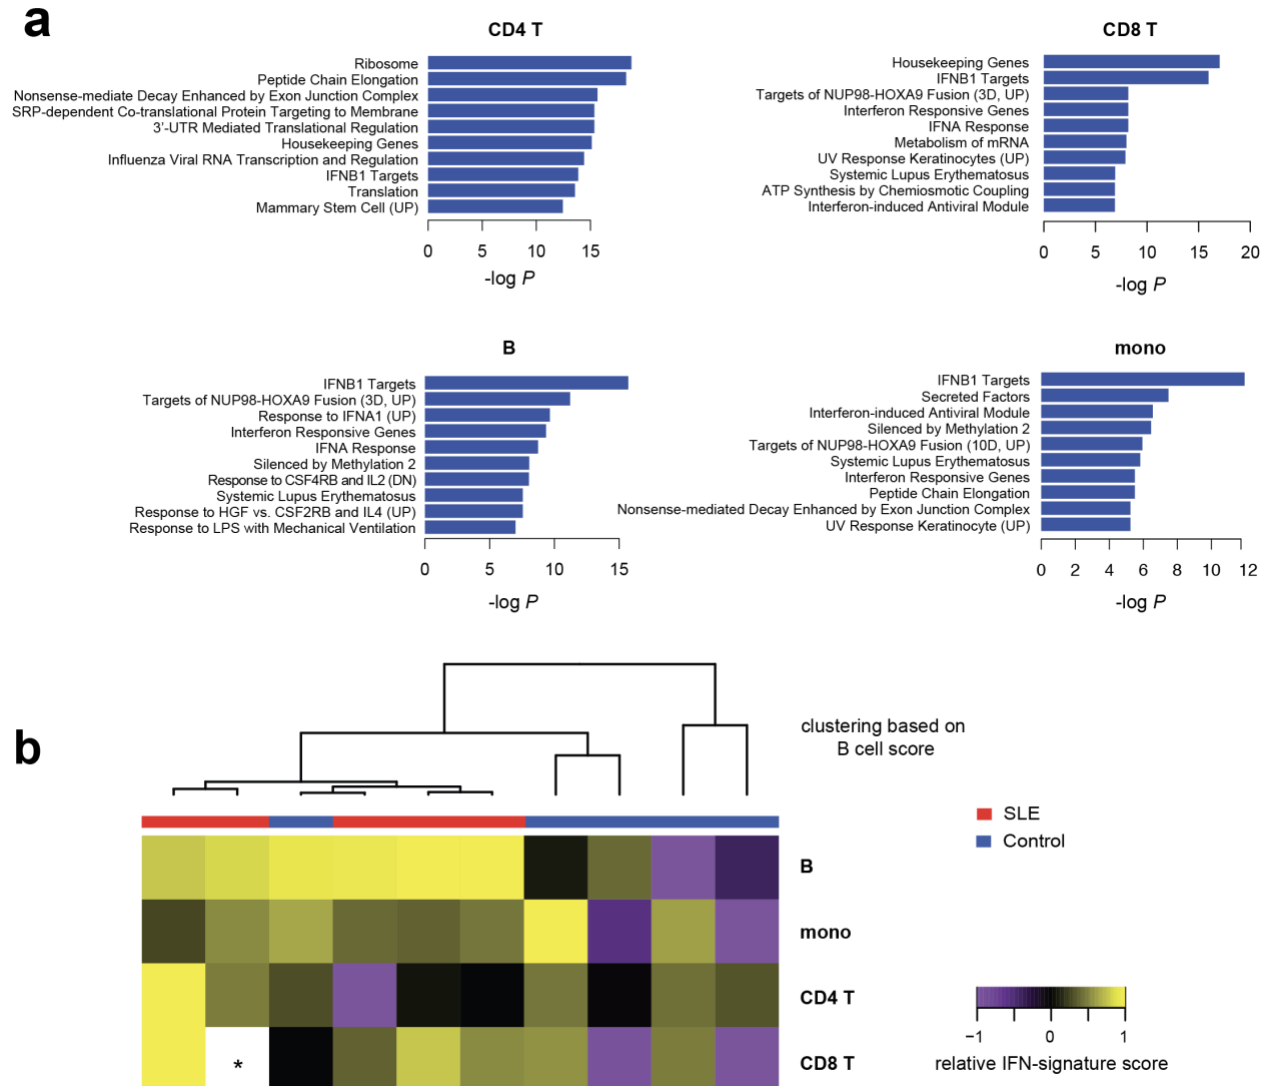 a
CD4 T
Ribosome
Peptide Chain Elongation
Nonsense-mediate Decay Enhanced by Exon Junction Complex
SRP-dependent Co-translational Protein Targeting to Membrane
3'-UTR Mediated Translational Regulation
Housekeeping Genes
Influenza Viral RNA Transcription and Regulation
IFNB1 Targets
Translation
Mammary Stem Cell (UP)
0 5 10 15
-log P
CD8 T
Housekeeping Genes
IFNB1 Targets
Targets of NUP98-HOXA9 Fusion (3D, UP)
Interferon Responsive Genes
IFNA Response
Metabolism of mRNA
UV Response Keratinocytes (UP)
Systemic Lupus Erythematosus
ATP Synthesis by Chemiosmotic Coupling
Interferon-induced Antiviral Module
0 5 10 15 20
-log P
B
IFNB1 Targets
Targets of NUP98-HOXA9 Fusion (3D, UP)
Response to IFNA1 (UP)
Interferon Responsive Genes
IFNA Response
Silenced by Methylation 2
Response to CSF4RB and IL2 (DN)
Systemic Lupus Erythematosus
Response to HGF vs. CSF2RB and IL4 (UP)
Response to LPS with Mechanical Ventilation
0 5 10 15
-log P
mono
IFNB1 Targets
Secreted Factors
Interferon-induced Antiviral Module
Silenced by Methylation 2
Targets of NUP98-HOXA9 Fusion (10D, UP)
Systemic Lupus Erythematosus
Interferon Responsive Genes
Peptide Chain Elongation
Nonsense-mediated Decay Enhanced by Exon Junction Complex
UV Response Keratinocyte (UP)
0 2 4 6 8 10 12
-log P
b
clustering based on
B cell score
SLE
Control
B
mono
CD4 T
CD8 T
*
−1 0 1
relative IFN-signature score